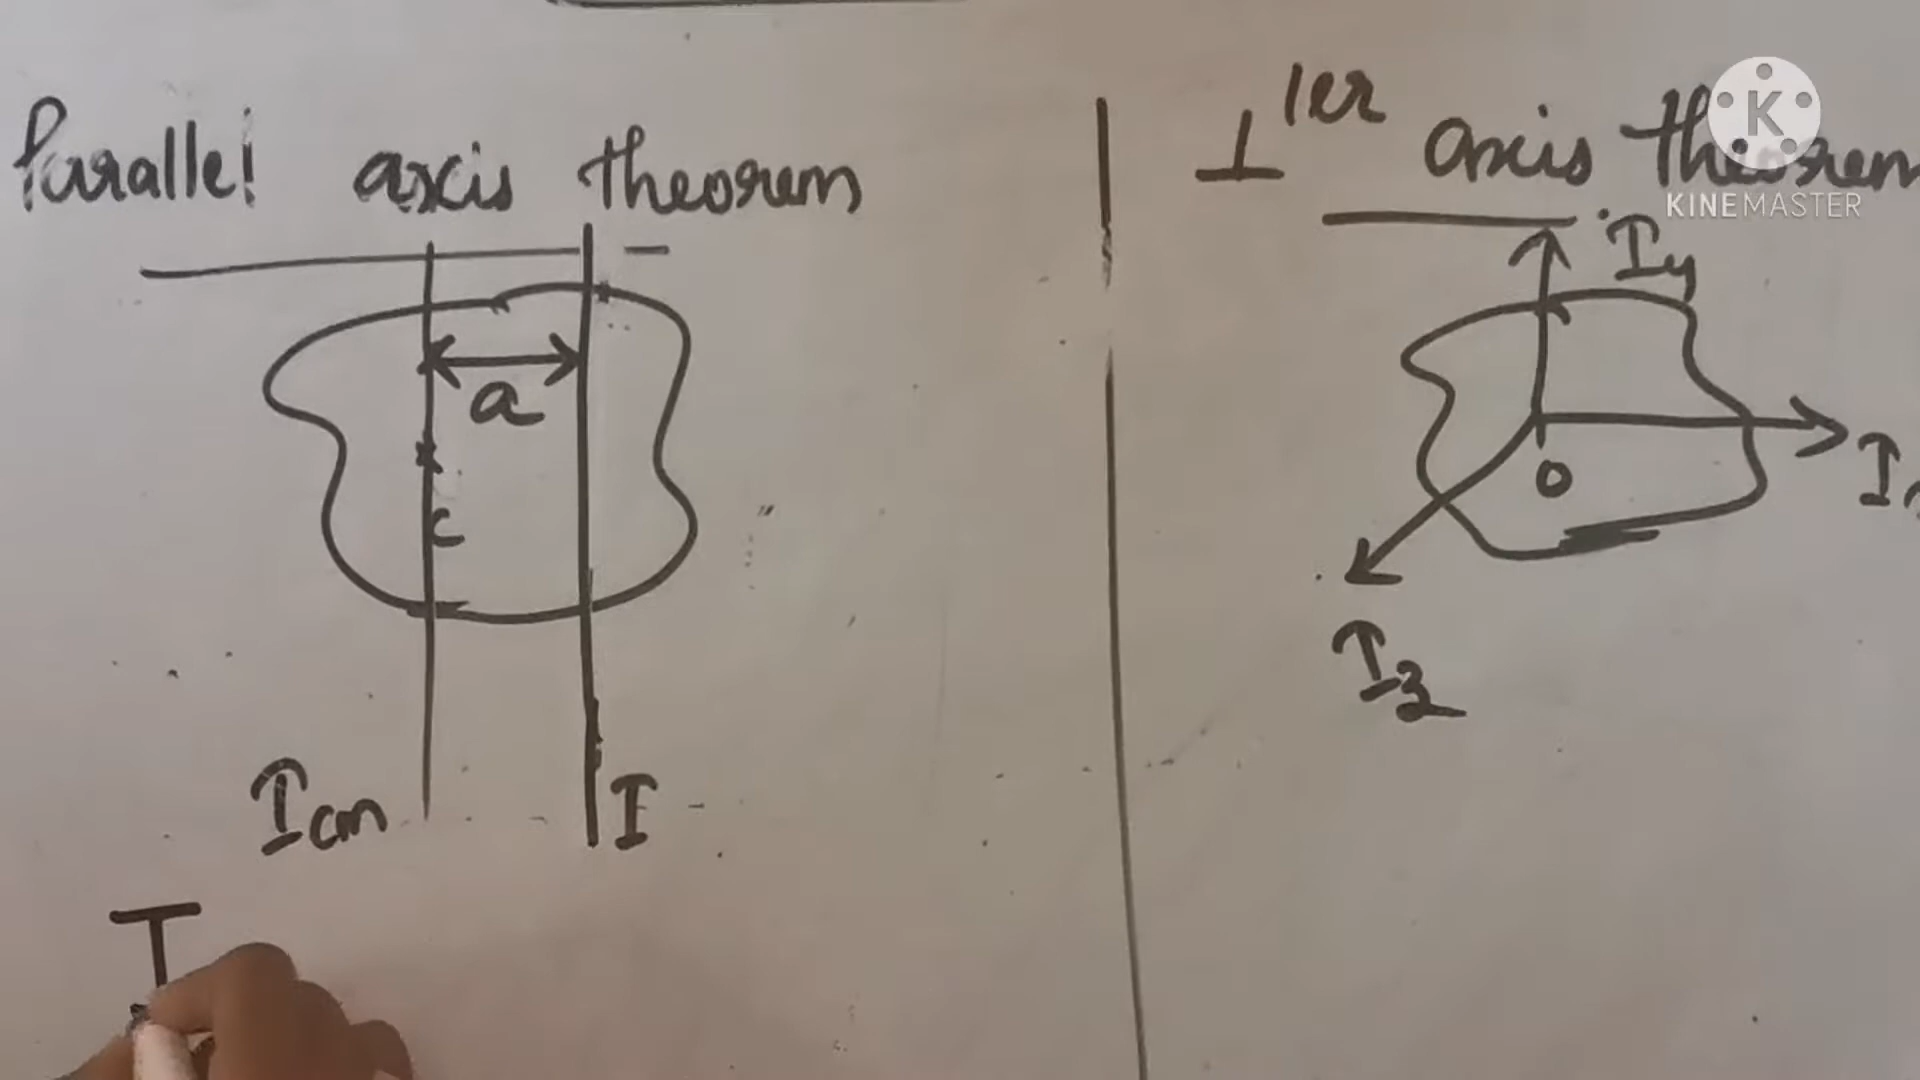 Parallel axis theorem
a
C
Icm
I
I
⊥ler axis theorem
K
KINEMASTER
Iy
O
Iz